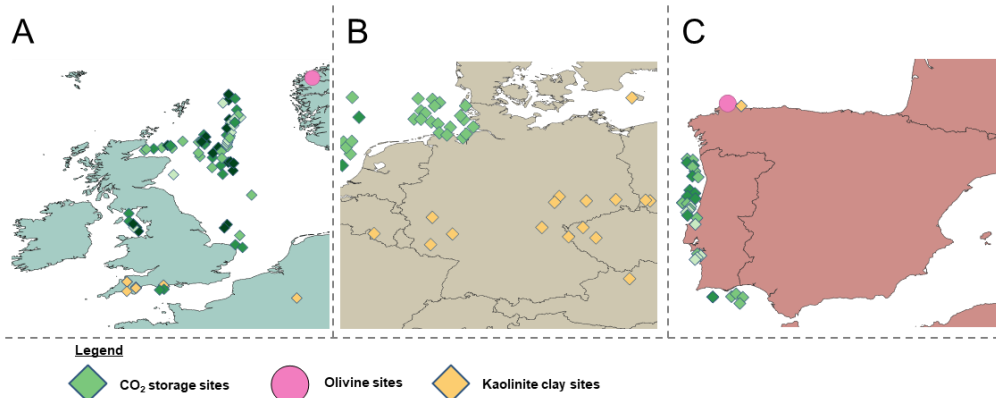 A
B
C
Legend
CO₂ storage sites
Olivine sites
Kaolinite clay sites